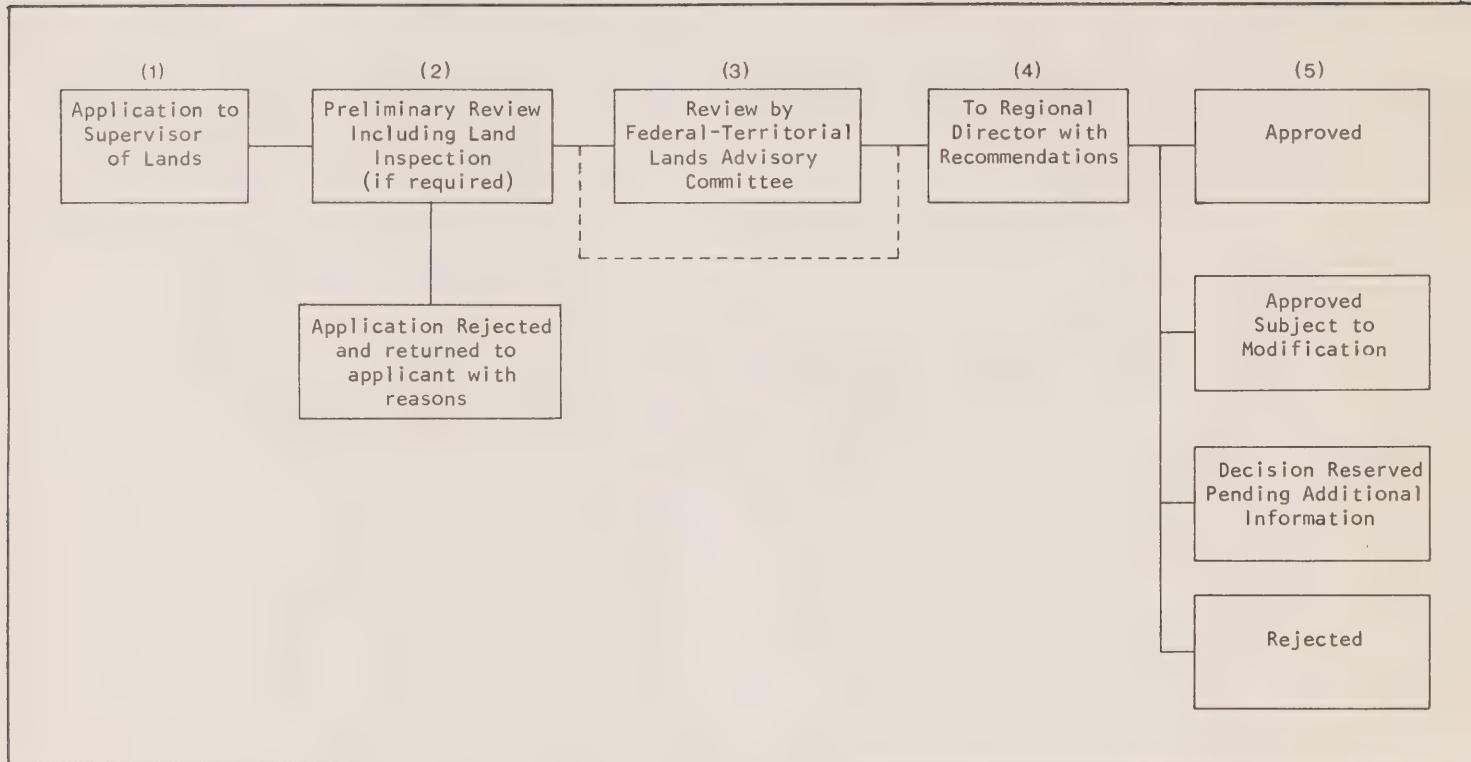 (1)
Application to
Supervisor
of Lands
(2)
Preliminary Review
Including Land
Inspection
(if required)
Application Rejected
and returned to
applicant with
reasons
(3)
Review by
Federal-Territorial
Lands Advisory
Committee
(4)
To Regional
Director with
Recommendations
(5)
Approved
Approved
Subject to
Modification
Decision Reserved
Pending Additional
Information
Rejected